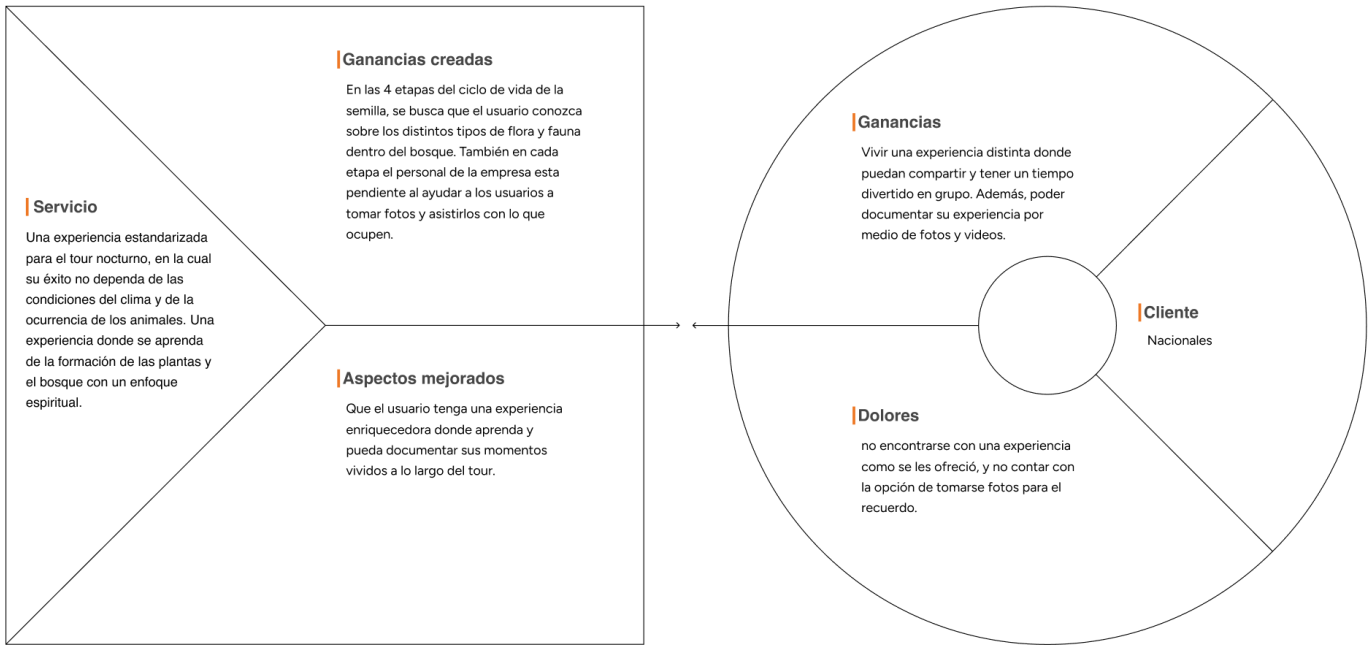 Servicio
Una experiencia estandarizada
para el tour nocturno, en la cual
su éxito no dependa de las
condiciones del clima y de la
ocurrencia de los animales. Una
experiencia donde se aprenda
de la formación de las plantas y
el bosque con un enfoque
espiritual.
Ganancias creadas
En las 4 etapas del ciclo de vida de la
semilla, se busca que el usuario conozca
sobre los distintos tipos de flora y fauna
dentro del bosque. También en cada
etapa el personal de la empresa esta
pendiente al ayudar a los usuarios a
tomar fotos y asistirlos con lo que
ocupen.
Aspectos mejorados
Que el usuario tenga una experiencia
enriquecedora donde aprenda y
pueda documentar sus momentos
vividos a lo largo del tour.
Ganancias
Vivir una experiencia distinta donde
puedan compartir y tener un tiempo
divertido en grupo. Además, poder
documentar su experiencia por
medio de fotos y videos.
Dolores
no encontrarse con una experiencia
como se les ofreció, y no contar con
la opción de tomarse fotos para el
recuerdo.
Cliente
Nacionales